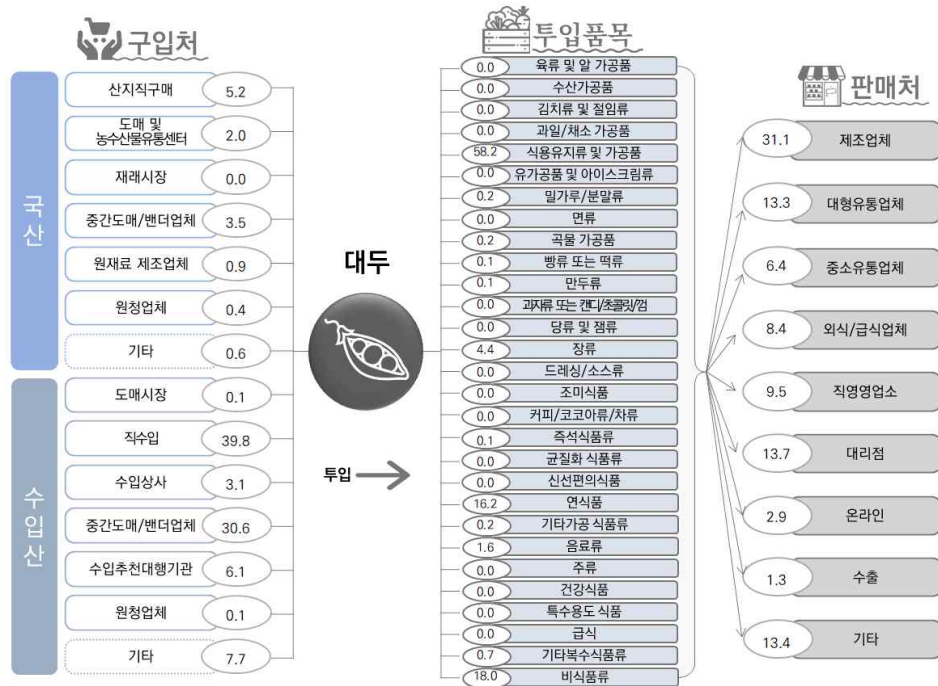 구입처
국산
산지직구매 5.2
도매 및
농수산물유통센터 2.0
재래시장 0.0
중간도매/밴더업체 3.5
원재료 제조업체 0.9
원청업체 0.4
기타 0.6
수입산
도매시장 0.1
직수입 39.8
수입상사 3.1
중간도매/밴더업체 30.6
수입추천대행기관 6.1
원청업체 0.1
기타 7.7
대두
투입
투입품목
0.0 육류 및 알 가공품
0.0 수산가공품
0.0 김치류 및 절임류
0.0 과일/채소 가공품
58.2 식용유지류 및 가공품
0.0 유가공품 및 아이스크림류
0.2 밀가루/분말류
0.0 면류
0.2 곡물 가공품
0.1 빵류 또는 떡류
0.1 만두류
0.0 과자류 또는 캔디/초콜릿/껌
0.0 당류 및 잼류
4.4 장류
0.0 드레싱/소스류
0.0 조미식품
0.0 커피/코코아류/차류
0.1 즉석식품류
0.0 균질화 식품류
0.0 신선편의식품
16.2 연식품
0.2 기타가공 식품류
1.6 음료류
0.0 주류
0.0 건강식품
0.0 특수용도 식품
0.0 급식
0.7 기타복수식품류
18.0 비식품류
판매처
31.1 제조업체
13.3 대형유통업체
6.4 중소유통업체
8.4 외식/급식업체
9.5 직영영업소
13.7 대리점
2.9 온라인
1.3 수출
13.4 기타